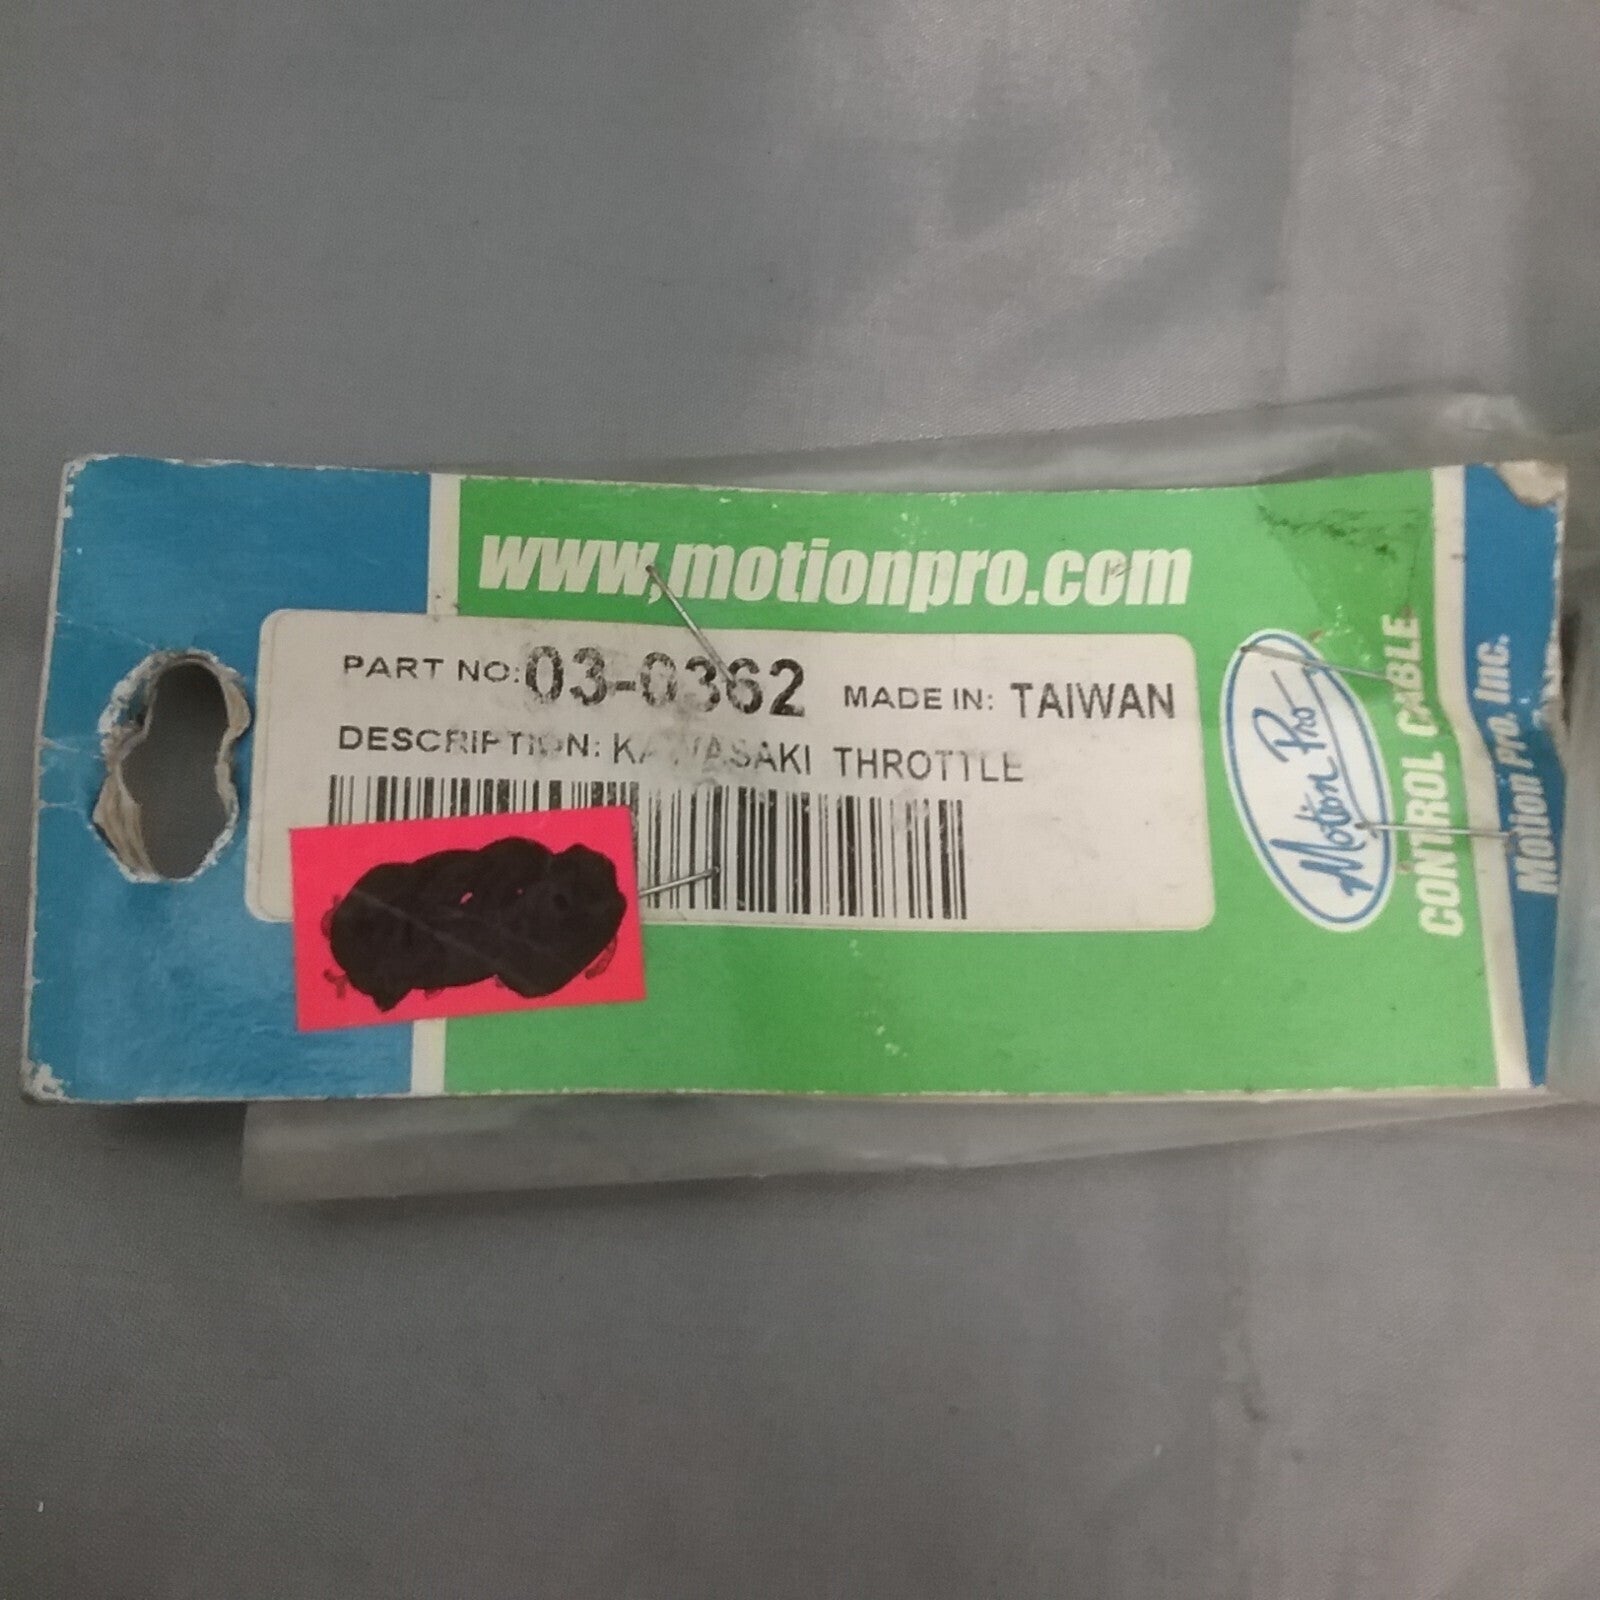 www.motionpro.com
PART NO: 03-0362 MADE IN: TAIWAN
DESCRIPTION: KAWASAKI THROTTLE
Motion Pro
CONTROL CABLE
Motion Pro, Inc.